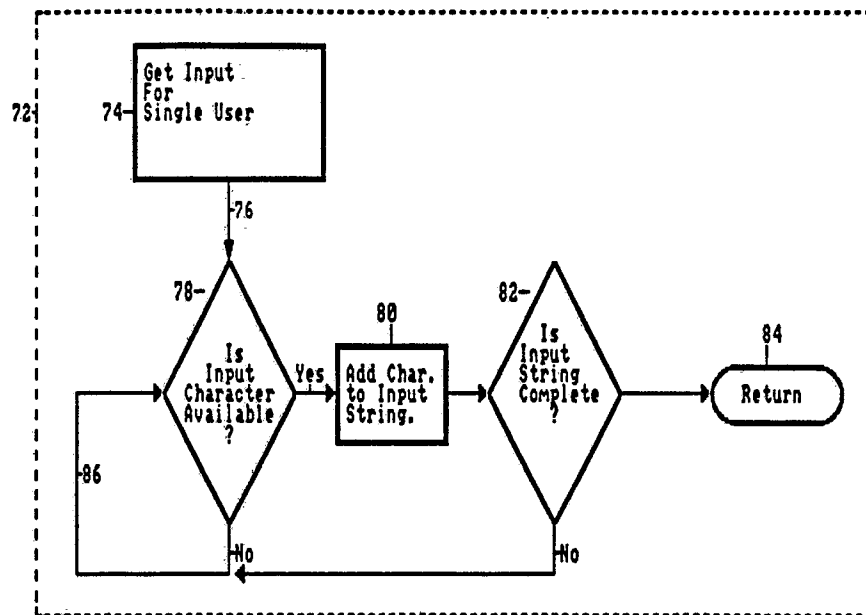 Get Input
For
Single User
72
74
76
78
Is
Input
Character
Available
?
Yes
80
Add Char.
to Input
String.
82
Is
Input
String
Complete
?
84
Return
86
No
No